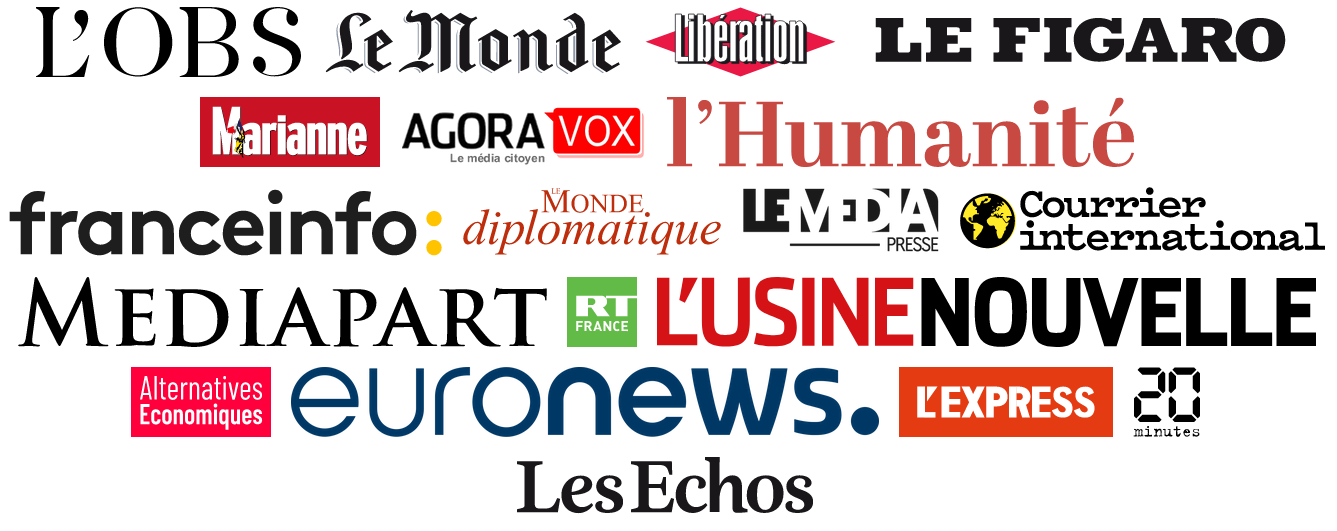 L'OBS Le Monde Libération LE FIGARO
Marianne AGORA VOX l'Humanité
Le média citoyen
franceinfo: LE MONDE diplomatique LE MEDIA PRESSE Courrier international
MEDIAPART RT FRANCE L'USINENOUVELLE
Alternatives Economiques euronews. L'EXPRESS 20 minutes
Les Echos